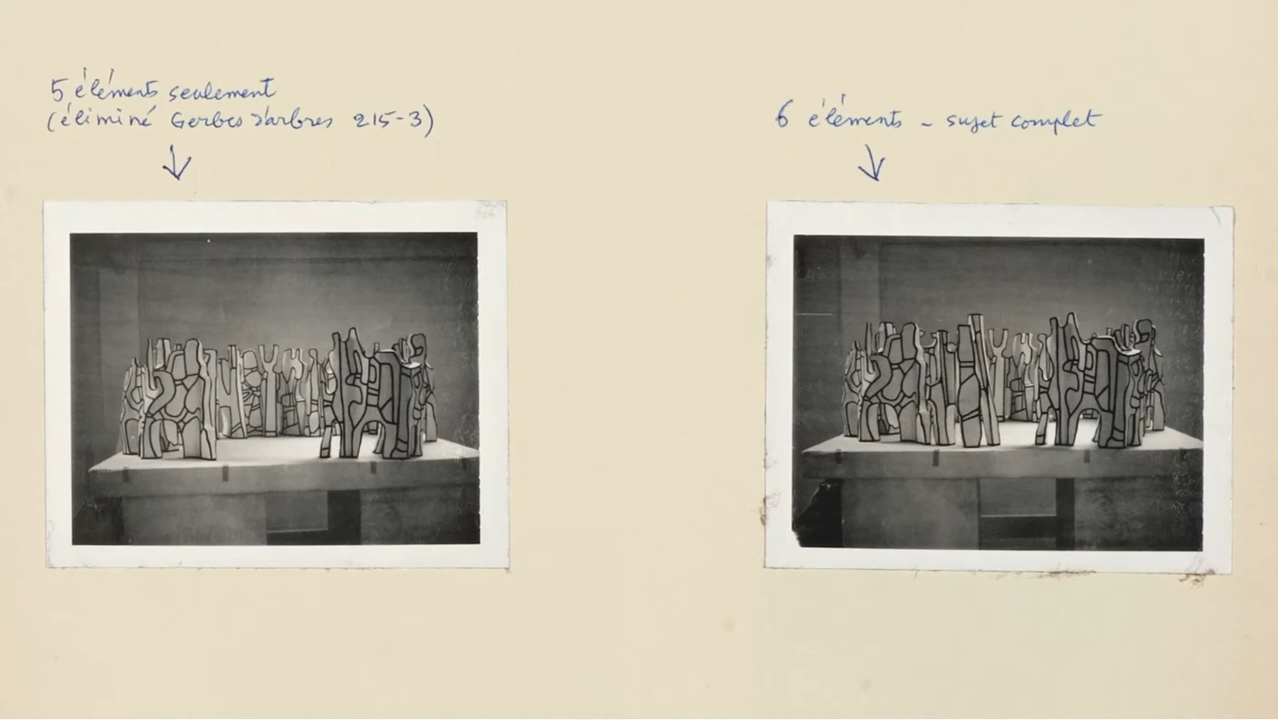 5 éléments seulement
(éliminé Gerbes d'arbres 215-3)
6 éléments - sujet complet